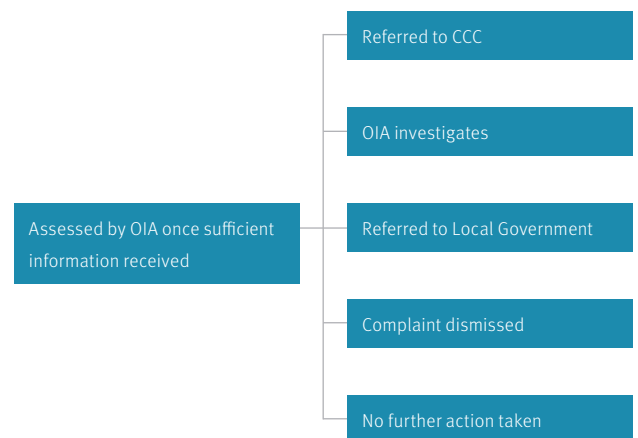 Assessed by OIA once sufficient
information received
Referred to CCC
OIA investigates
Referred to Local Government
Complaint dismissed
No further action taken